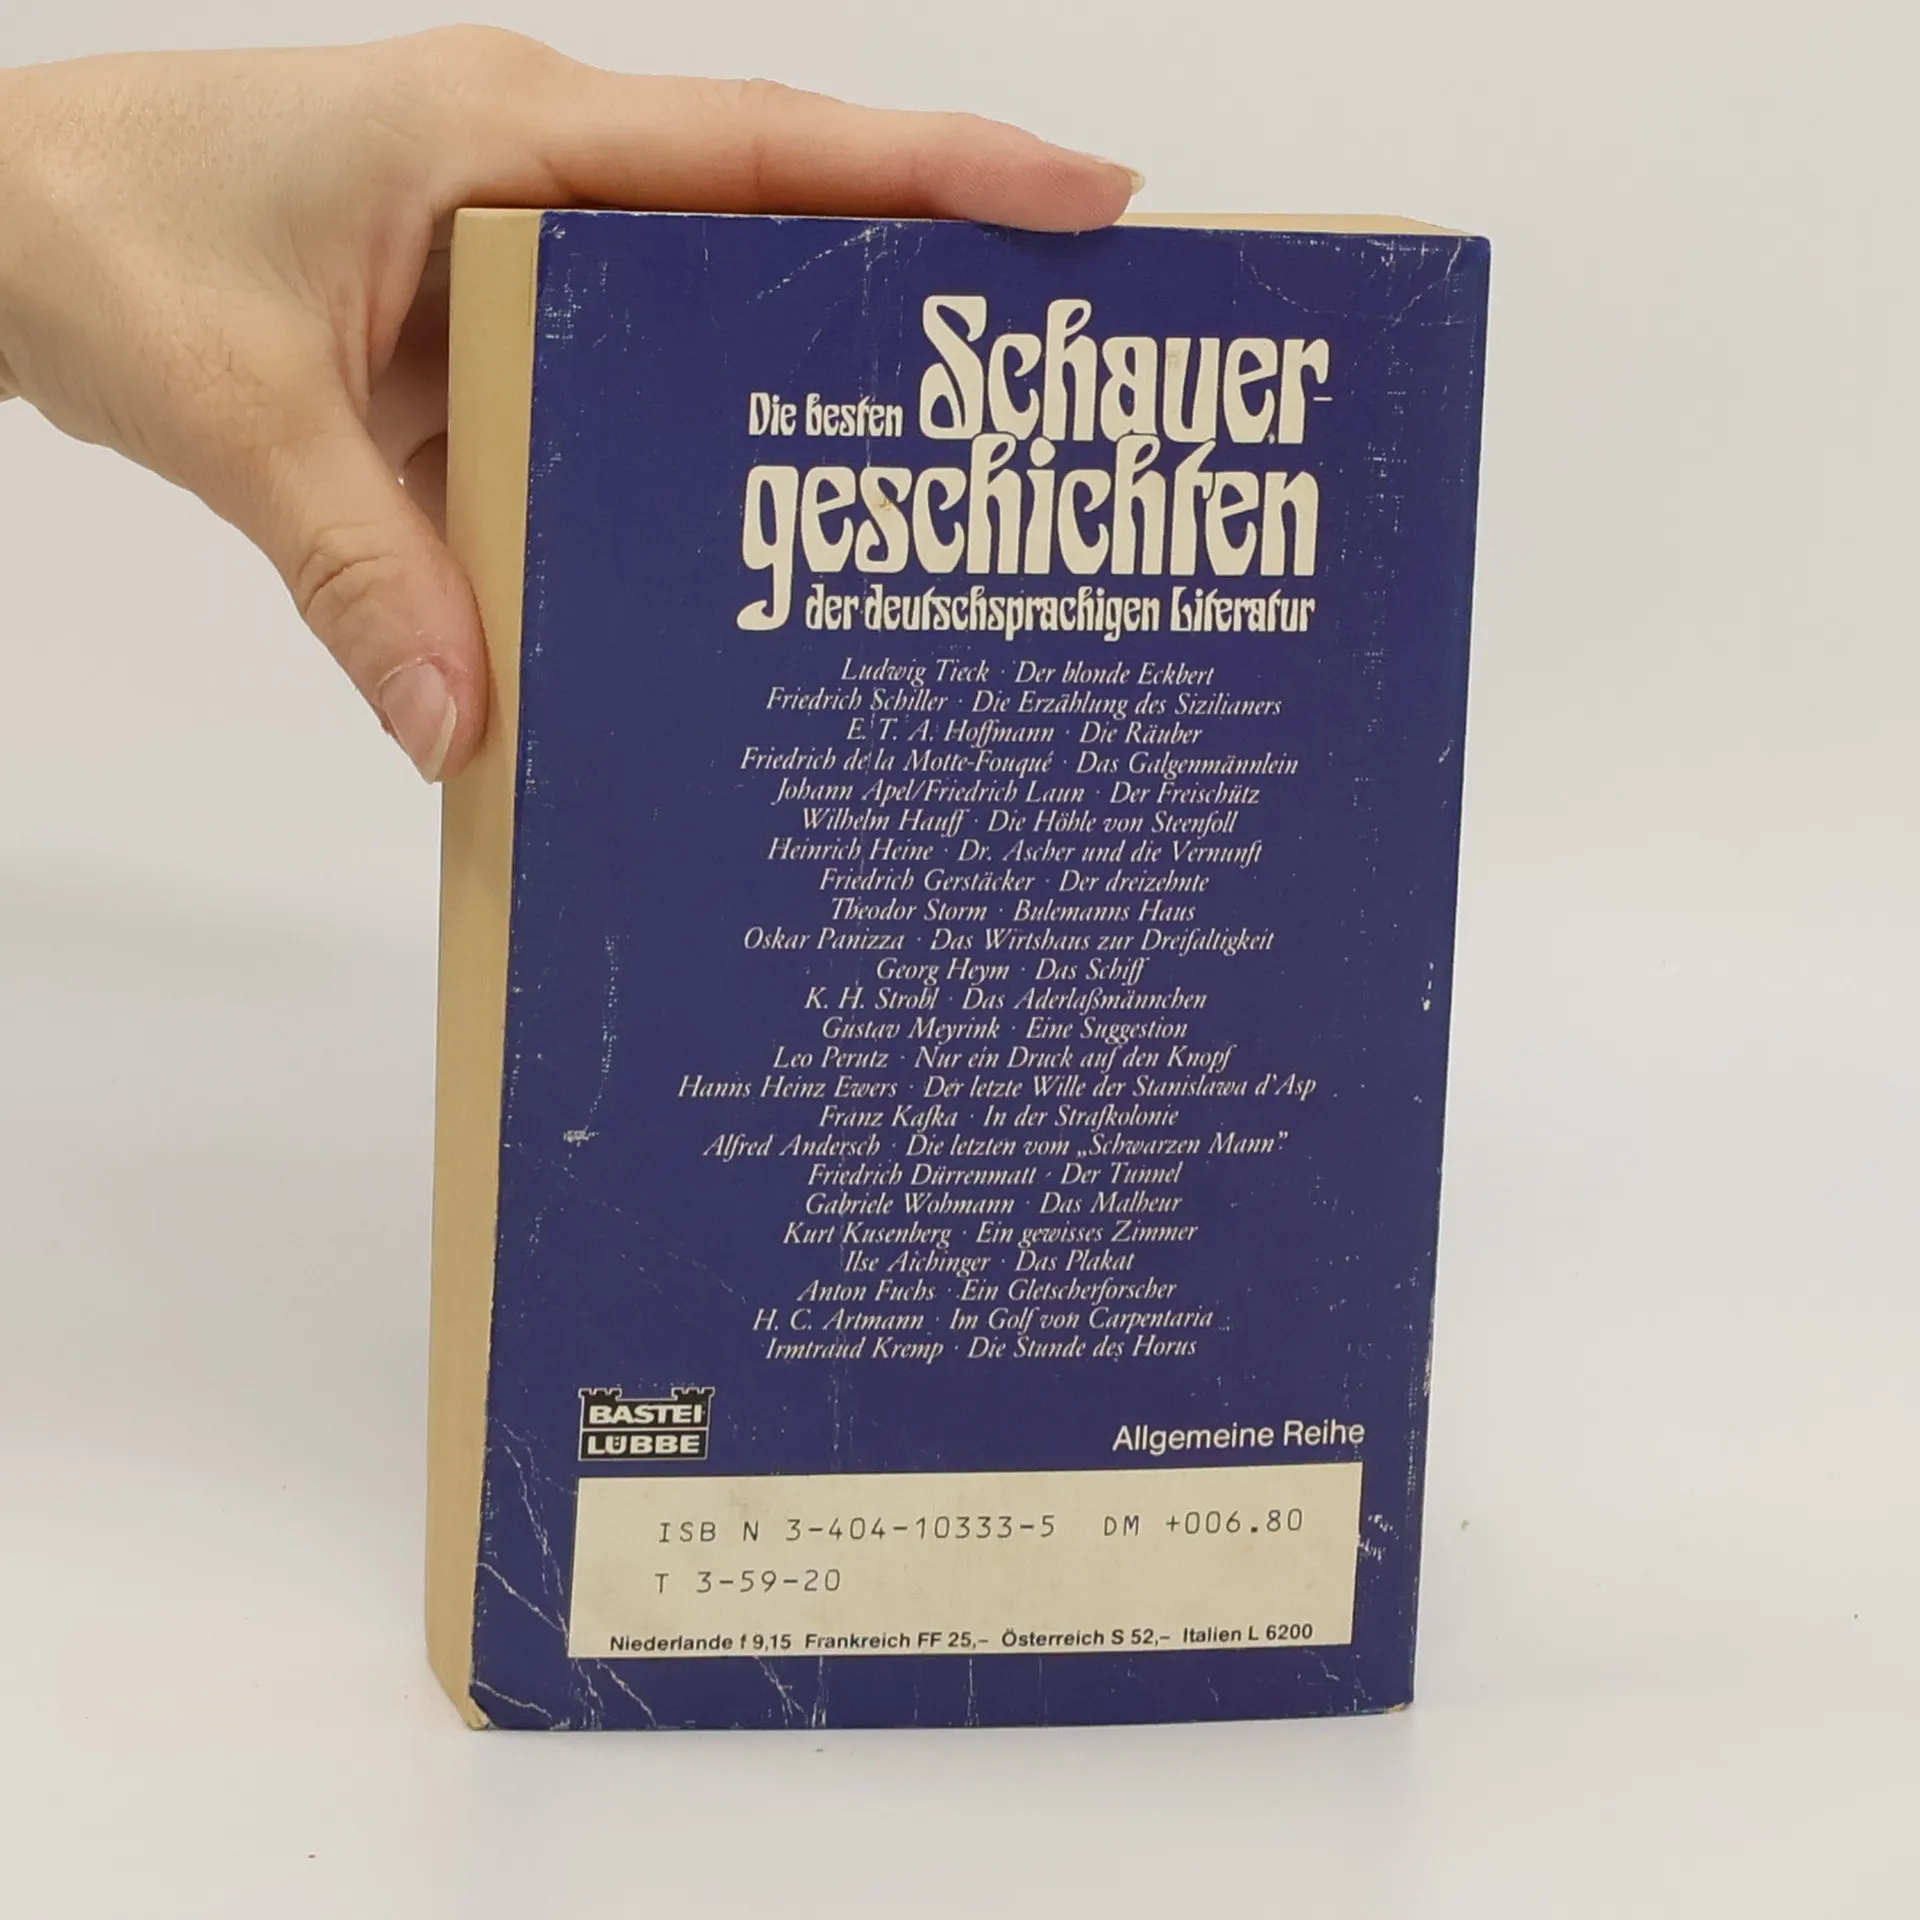 Die besten Schauer-
geschichten
der deutschsprachigen Literatur
Ludwig Tieck · Der blonde Eckbert
Friedrich Schiller · Die Erzählung des Sizilianers
E. T. A. Hoffmann · Die Räuber
Friedrich de la Motte-Fouqué · Das Galgenmännlein
Johann Apel/Friedrich Laun · Der Freischütz
Wilhelm Hauff · Die Höhle von Steenfoll
Heinrich Heine · Dr. Ascher und die Vernunft
Friedrich Gerstäcker · Der dreizehnte
Theodor Storm · Bulemanns Haus
Oskar Panizza · Das Wirtshaus zur Dreifaltigkeit
Georg Heym · Das Schiff
K. H. Strobl · Das Aderlaßmännchen
Gustav Meyrink · Eine Suggestion
Leo Perutz · Nur ein Druck auf den Knopf
Hanns Heinz Ewers · Der letzte Wille der Stanislawa d'Asp
Franz Kafka · In der Strafkolonie
Alfred Andersch · Die letzten vom „Schwarzen Mann”
Friedrich Dürrenmatt · Der Tunnel
Gabriele Wohmann · Das Malheur
Kurt Kusenberg · Ein gewisses Zimmer
Ilse Aichinger · Das Plakat
Anton Fuchs · Ein Gletscherforscher
H. C. Artmann · Im Golf von Carpentaria
Irmtraud Kremp · Die Stunde des Horus
BASTEI
LÜBBE
Allgemeine Reihe
ISB N 3-404-10333-5 DM +006.80
T 3-59-20
Niederlande f 9,15 Frankreich FF 25,– Österreich S 52,– Italien L 6200